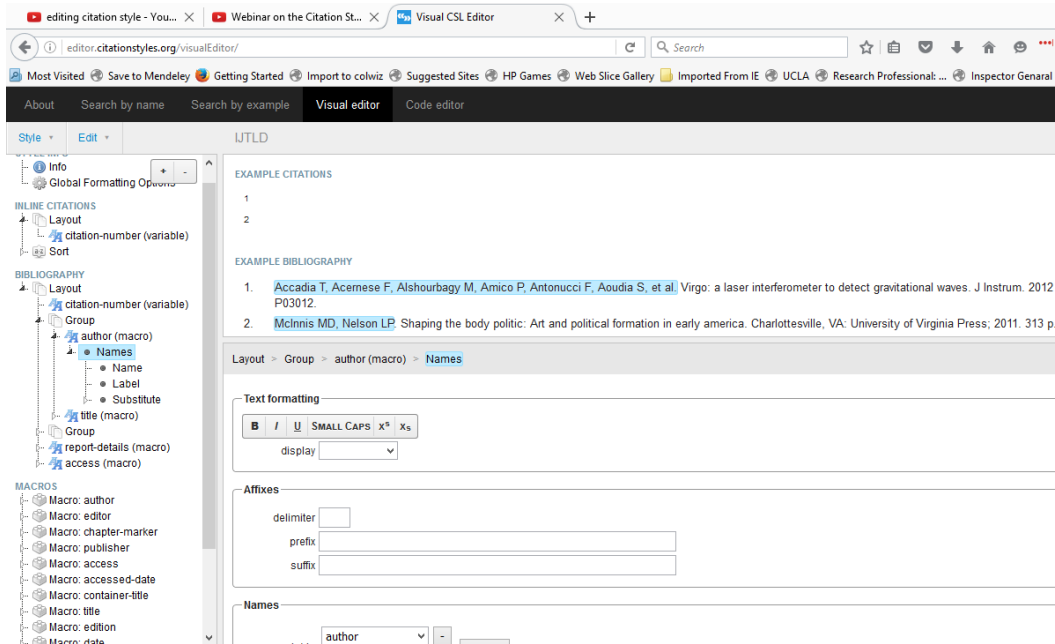 editing citation style - You...
Webinar on the Citation St...
Visual CSL Editor
editor.citationstyles.org/visualEditor/
Search
Most Visited Save to Mendeley Getting Started Import to colwiz Suggested Sites HP Games Web Slice Gallery Imported From IE UCLA Research Professional: ... Inspector Genaral
About Search by name Search by example Visual editor Code editor
Style Edit IJTLD
Info
+ -
Global Formatting Options
INLINE CITATIONS
Layout
citation-number (variable)
Sort
BIBLIOGRAPHY
Layout
citation-number (variable)
Group
author (macro)
Names
Name
Label
Substitute
title (macro)
Group
report-details (macro)
access (macro)
MACROS
Macro: author
Macro: editor
Macro: chapter-marker
Macro: publisher
Macro: access
Macro: accessed-date
Macro: container-title
Macro: title
Macro: edition
Macro: date
EXAMPLE CITATIONS
1
2
EXAMPLE BIBLIOGRAPHY
1. Accadia T, Acernese F, Alshourbagy M, Amico P, Antonucci F, Aoudia S, et al. Virgo: a laser interferometer to detect gravitational waves. J Instrum. 2012
P03012.
2. McInnis MD, Nelson LP. Shaping the body politic: Art and political formation in early america. Charlottesville, VA: University of Virginia Press; 2011. 313 p.
Layout > Group > author (macro) > Names
Text formatting
B I U SMALL CAPS X⁵ X₅
display
Affixes
delimiter
prefix
suffix
Names
author -